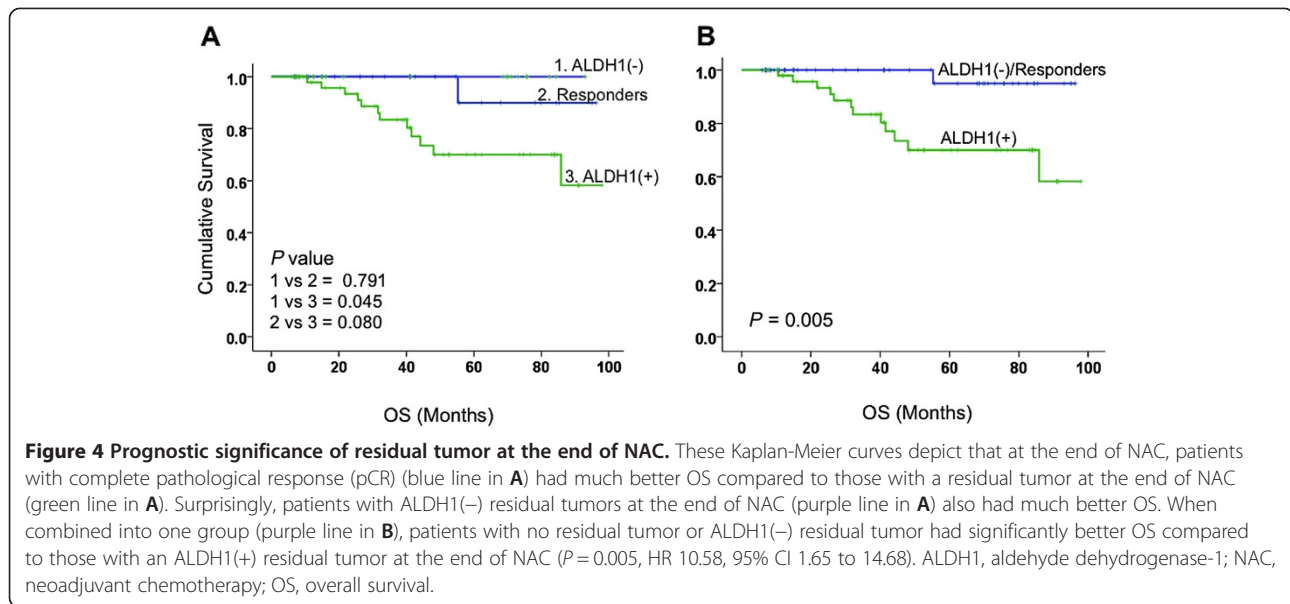 A
1.0
0.8
0.6
0.4
0.2
0.0
Cumulative Survival
1. ALDH1(-)
2. Responders
3. ALDH1(+)
P value
1 vs 2 = 0.791
1 vs 3 = 0.045
2 vs 3 = 0.080
0 20 40 60 80 100
OS (Months)
B
1.0
0.8
0.6
0.4
0.2
0.0
ALDH1(-)/Responders
ALDH1(+)
P = 0.005
0 20 40 60 80 100
OS (Months)
Figure 4 Prognostic significance of residual tumor at the end of NAC. These Kaplan-Meier curves depict that at the end of NAC, patients
with complete pathological response (pCR) (blue line in A) had much better OS compared to those with a residual tumor at the end of NAC
(green line in A). Surprisingly, patients with ALDH1(−) residual tumors at the end of NAC (purple line in A) also had much better OS. When
combined into one group (purple line in B), patients with no residual tumor or ALDH1(−) residual tumor had significantly better OS compared
to those with an ALDH1(+) residual tumor at the end of NAC (P = 0.005, HR 10.58, 95% CI 1.65 to 14.68). ALDH1, aldehyde dehydrogenase-1; NAC,
neoadjuvant chemotherapy; OS, overall survival.